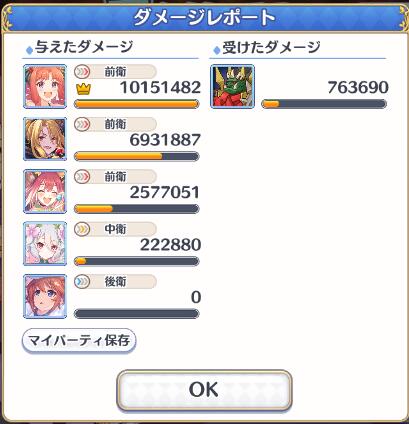 ダメージレポート
与えたダメージ
受けたダメージ
前衛
10151482
763690
前衛
6931887
前衛
2577051
中衛
222880
後衛
0
マイパーティ保存
OK